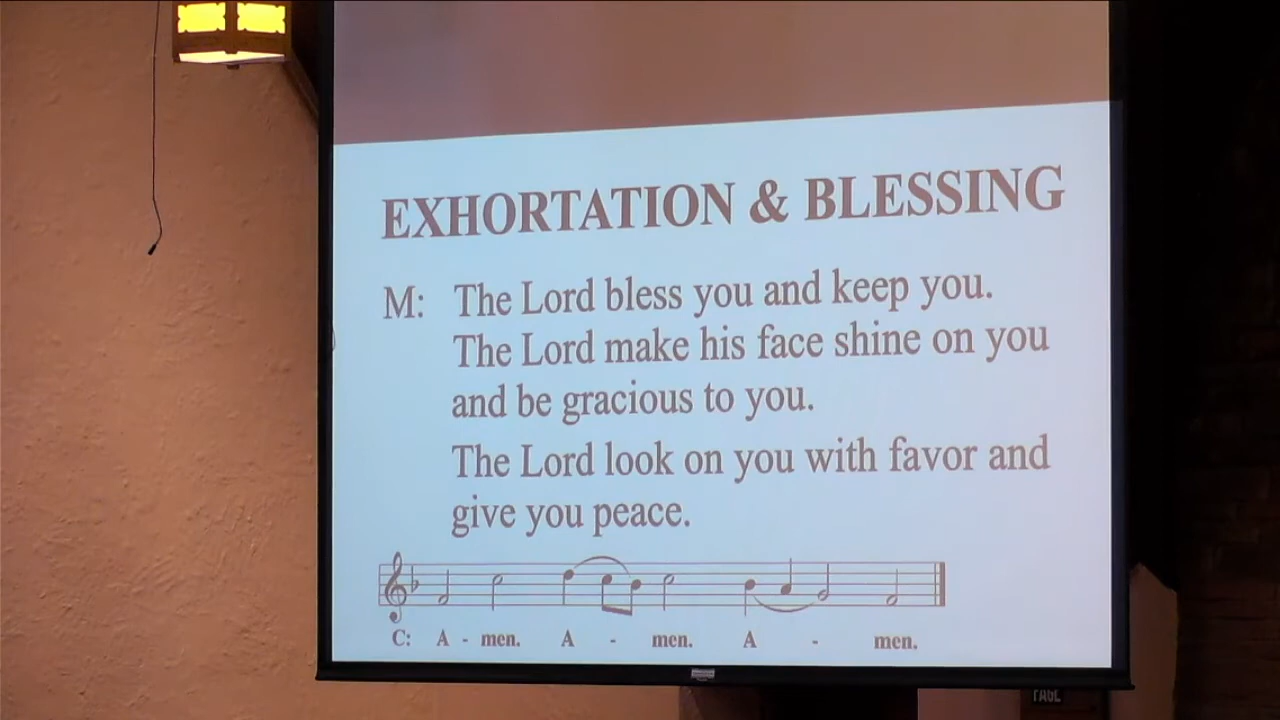 EXHORTATION & BLESSING
M: The Lord bless you and keep you.
The Lord make his face shine on you
and be gracious to you.
The Lord look on you with favor and
give you peace.
C: A - men. A - men. A - men.
PAGE